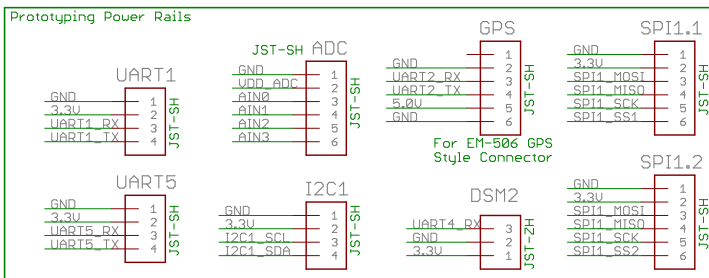 Prototyping Power Rails
UART1
GND 1
3.3V 2
UART1_RX 3
UART1_TX 4
JST-SH
JST-SH ADC
GND 1
VDD_ADC 2
AIN0 3
AIN1 4
AIN2 5
AIN3 6
JST-SH
GPS
1
GND 2
UART2_RX 3
UART2_TX 4
5.0V 5
GND 6
JST-SH
For EM-506 GPS
Style Connector
SPI1.1
GND 1
3.3V 2
SPI1_MOSI 3
SPI1_MISO 4
SPI1_SCK 5
SPI1_SS1 6
JST-SH
UART5
GND 1
3.3V 2
UART5_RX 3
UART5_TX 4
JST-SH
I2C1
GND 1
3.3V 2
I2C1_SCL 3
I2C1_SDA 4
JST-SH
DSM2
UART4_RX 3
GND 2
3.3V 1
JST-ZH
SPI1.2
GND 1
3.3V 2
SPI1_MOSI 3
SPI1_MISO 4
SPI1_SCK 5
SPI1_SS2 6
JST-SH